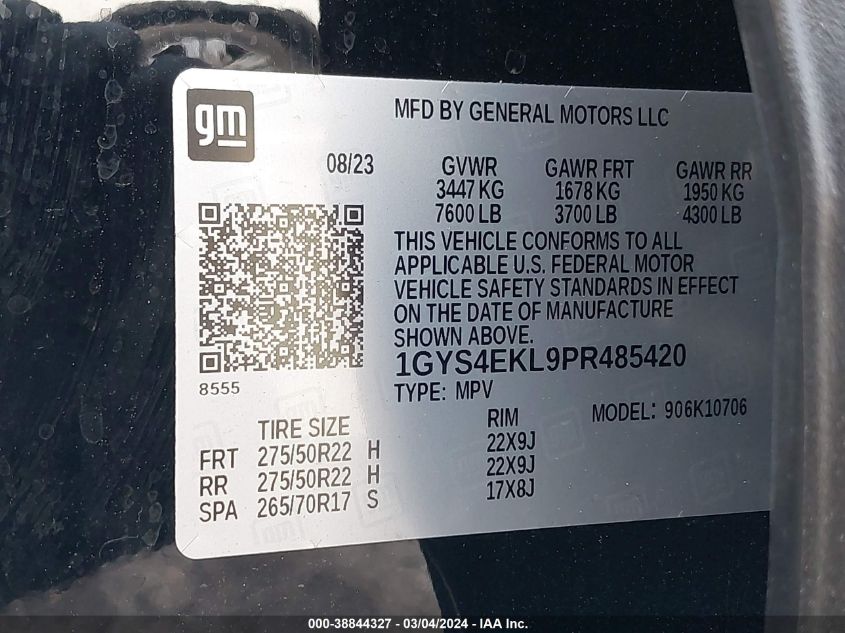 gm
MFD BY GENERAL MOTORS LLC
08/23 GVWR GAWR FRT GAWR RR
3447 KG 1678 KG 1950 KG
7600 LB 3700 LB 4300 LB
THIS VEHICLE CONFORMS TO ALL
APPLICABLE U.S. FEDERAL MOTOR
VEHICLE SAFETY STANDARDS IN EFFECT
ON THE DATE OF MANUFACTURE
SHOWN ABOVE.
1GYS4EKL9PR485420
8555
TYPE: MPV
MODEL: 906K10706
TIRE SIZE RIM
FRT 275/50R22 H 22X9J
RR 275/50R22 H 22X9J
SPA 265/70R17 S 17X8J
000-38844327 - 03/04/2024 - IAA Inc.